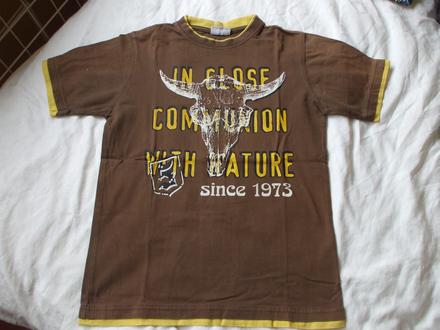 IN CLOSE
COMMUNION
WITH NATURE
since 1973